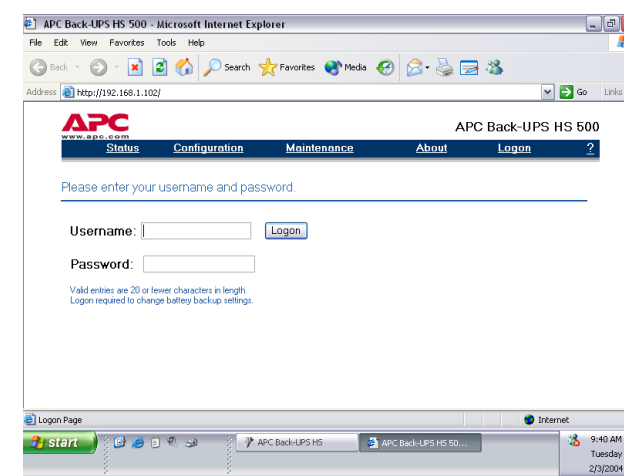 APC Back-UPS HS 500 - Microsoft Internet Explorer
File Edit View Favorites Tools Help
Back Search Favorites Media
Address http://192.168.1.102/ Go Links
APC
www.apc.com
APC Back-UPS HS 500
Status Configuration Maintenance About Logon ?
Please enter your username and password.
Username: Logon
Password:
Valid entries are 20 or fewer characters in length.
Logon required to change battery backup settings.
Logon Page Internet
start APC Back-UPS HS APC Back-UPS HS 50... 9:40 AM
Tuesday
2/3/2004